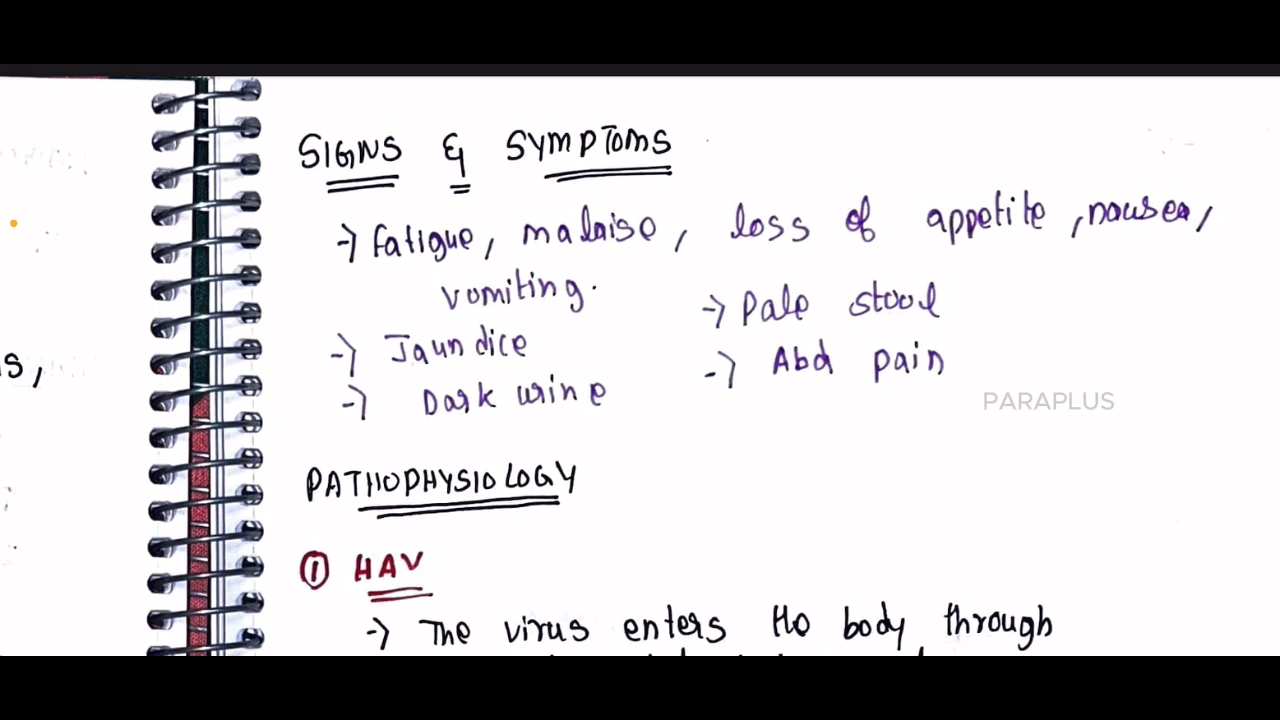 SIGNS & SYMPTOMS
-> Fatigue, malaise, loss of appetite, nausea,
vomiting.
-> Pale stool
-> Jaundice
-> Abd pain
-> Dark urine
s,
PARAPLUS
PATHOPHYSIOLOGY
① HAV
-> The virus enters the body through